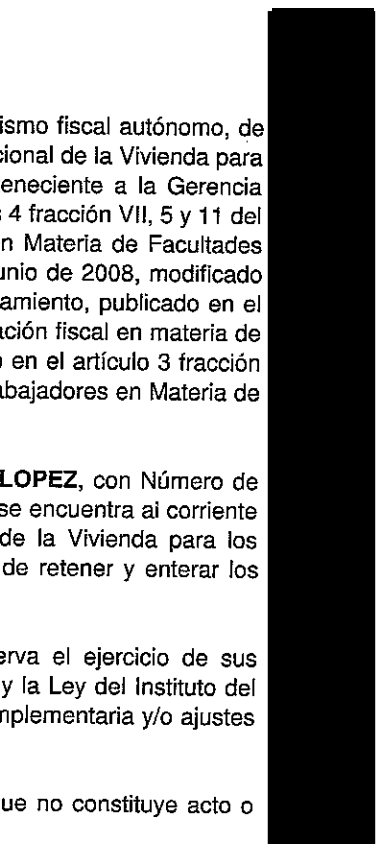 ismo fiscal autónomo, de
cional de la Vivienda para
eneciente a la Gerencia
s 4 fracción VII, 5 y 11 del
n Materia de Facultades
unio de 2008, modificado
amiento, publicado en el
ación fiscal en materia de
o en el artículo 3 fracción
abajadores en Materia de
LOPEZ, con Número de
se encuentra al corriente
de la Vivienda para los
de retener y enterar los
erva el ejercicio de sus
y la Ley del Instituto del
mplementaria y/o ajustes
ue no constituye acto o